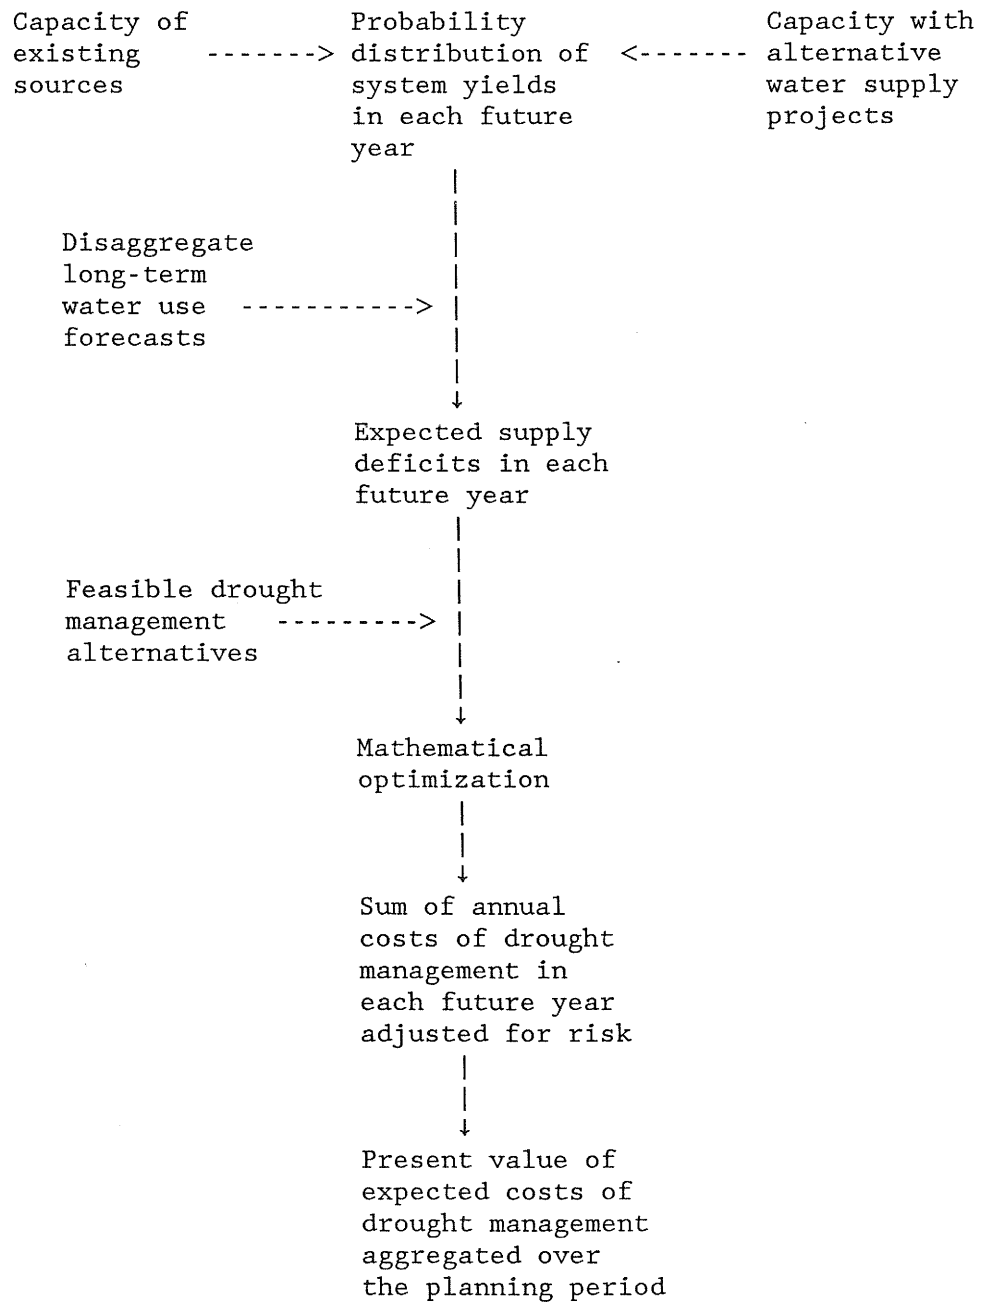 Capacity of
existing
sources
------->
Probability
distribution of
system yields
in each future
year
<-------
Capacity with
alternative
water supply
projects
Disaggregate
long-term
water use
forecasts
----------->
Expected supply
deficits in each
future year
Feasible drought
management
alternatives
--------->
Mathematical
optimization
Sum of annual
costs of drought
management in
each future year
adjusted for risk
Present value of
expected costs of
drought management
aggregated over
the planning period